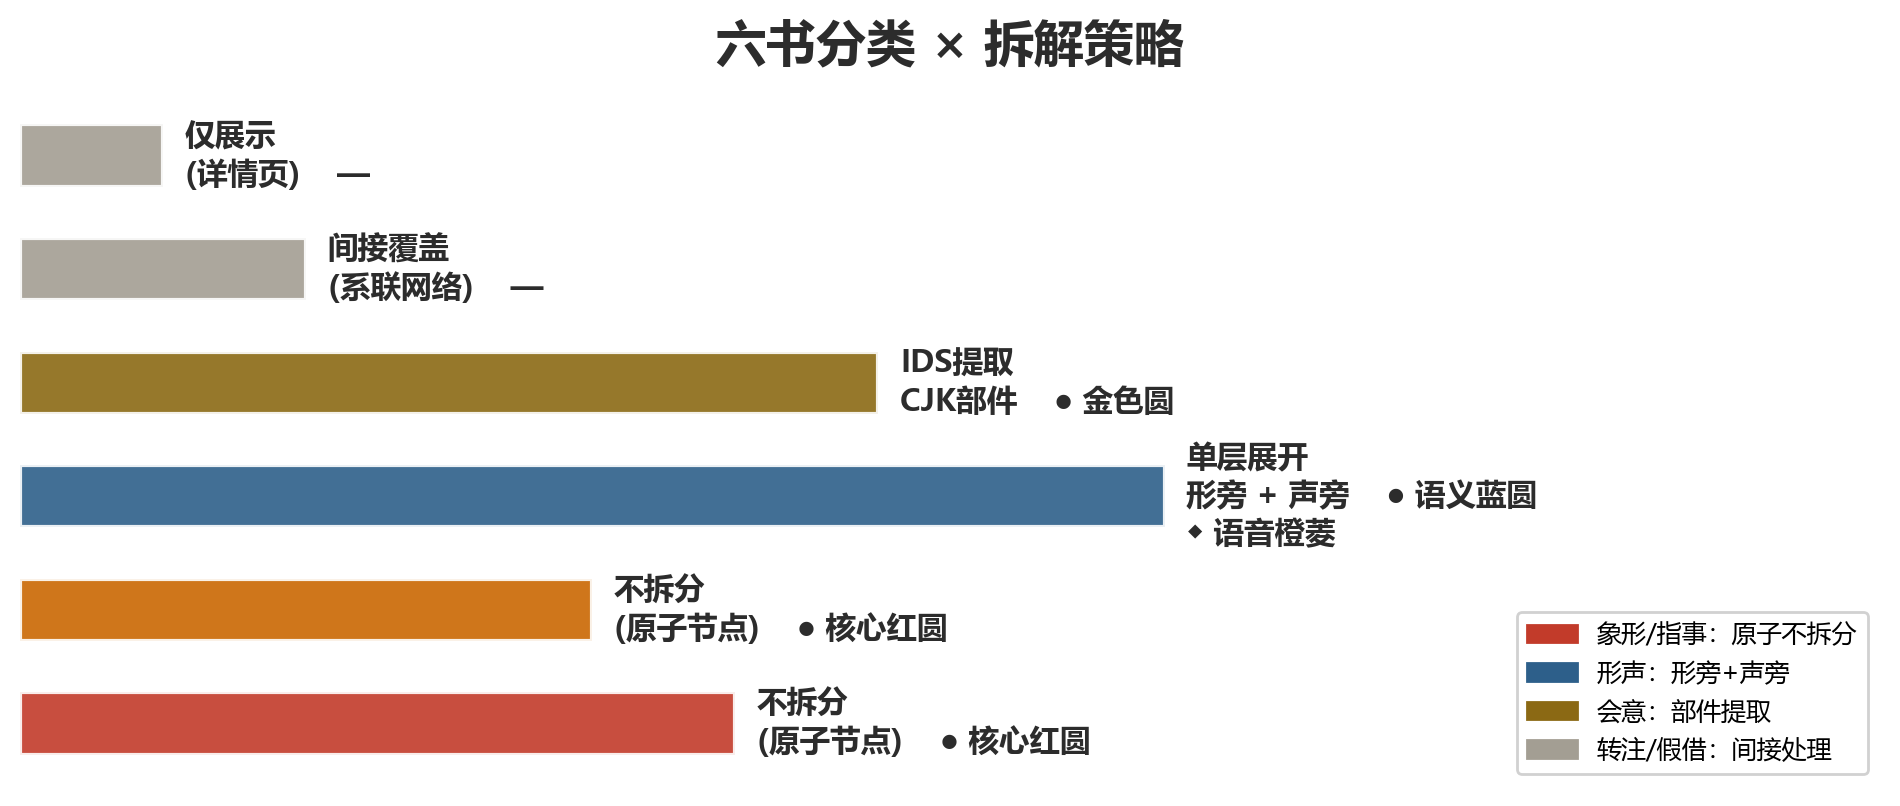 六书分类 × 拆解策略
仅展示
(详情页) —
间接覆盖
(系联网络) —
IDS提取
CJK部件 ● 金色圆
单层展开
形旁 + 声旁 ● 语义蓝圆
◆ 语音橙菱
不拆分
(原子节点) ● 核心红圆
不拆分
(原子节点) ● 核心红圆
象形/指事：原子不拆分
形声：形旁+声旁
会意：部件提取
转注/假借：间接处理